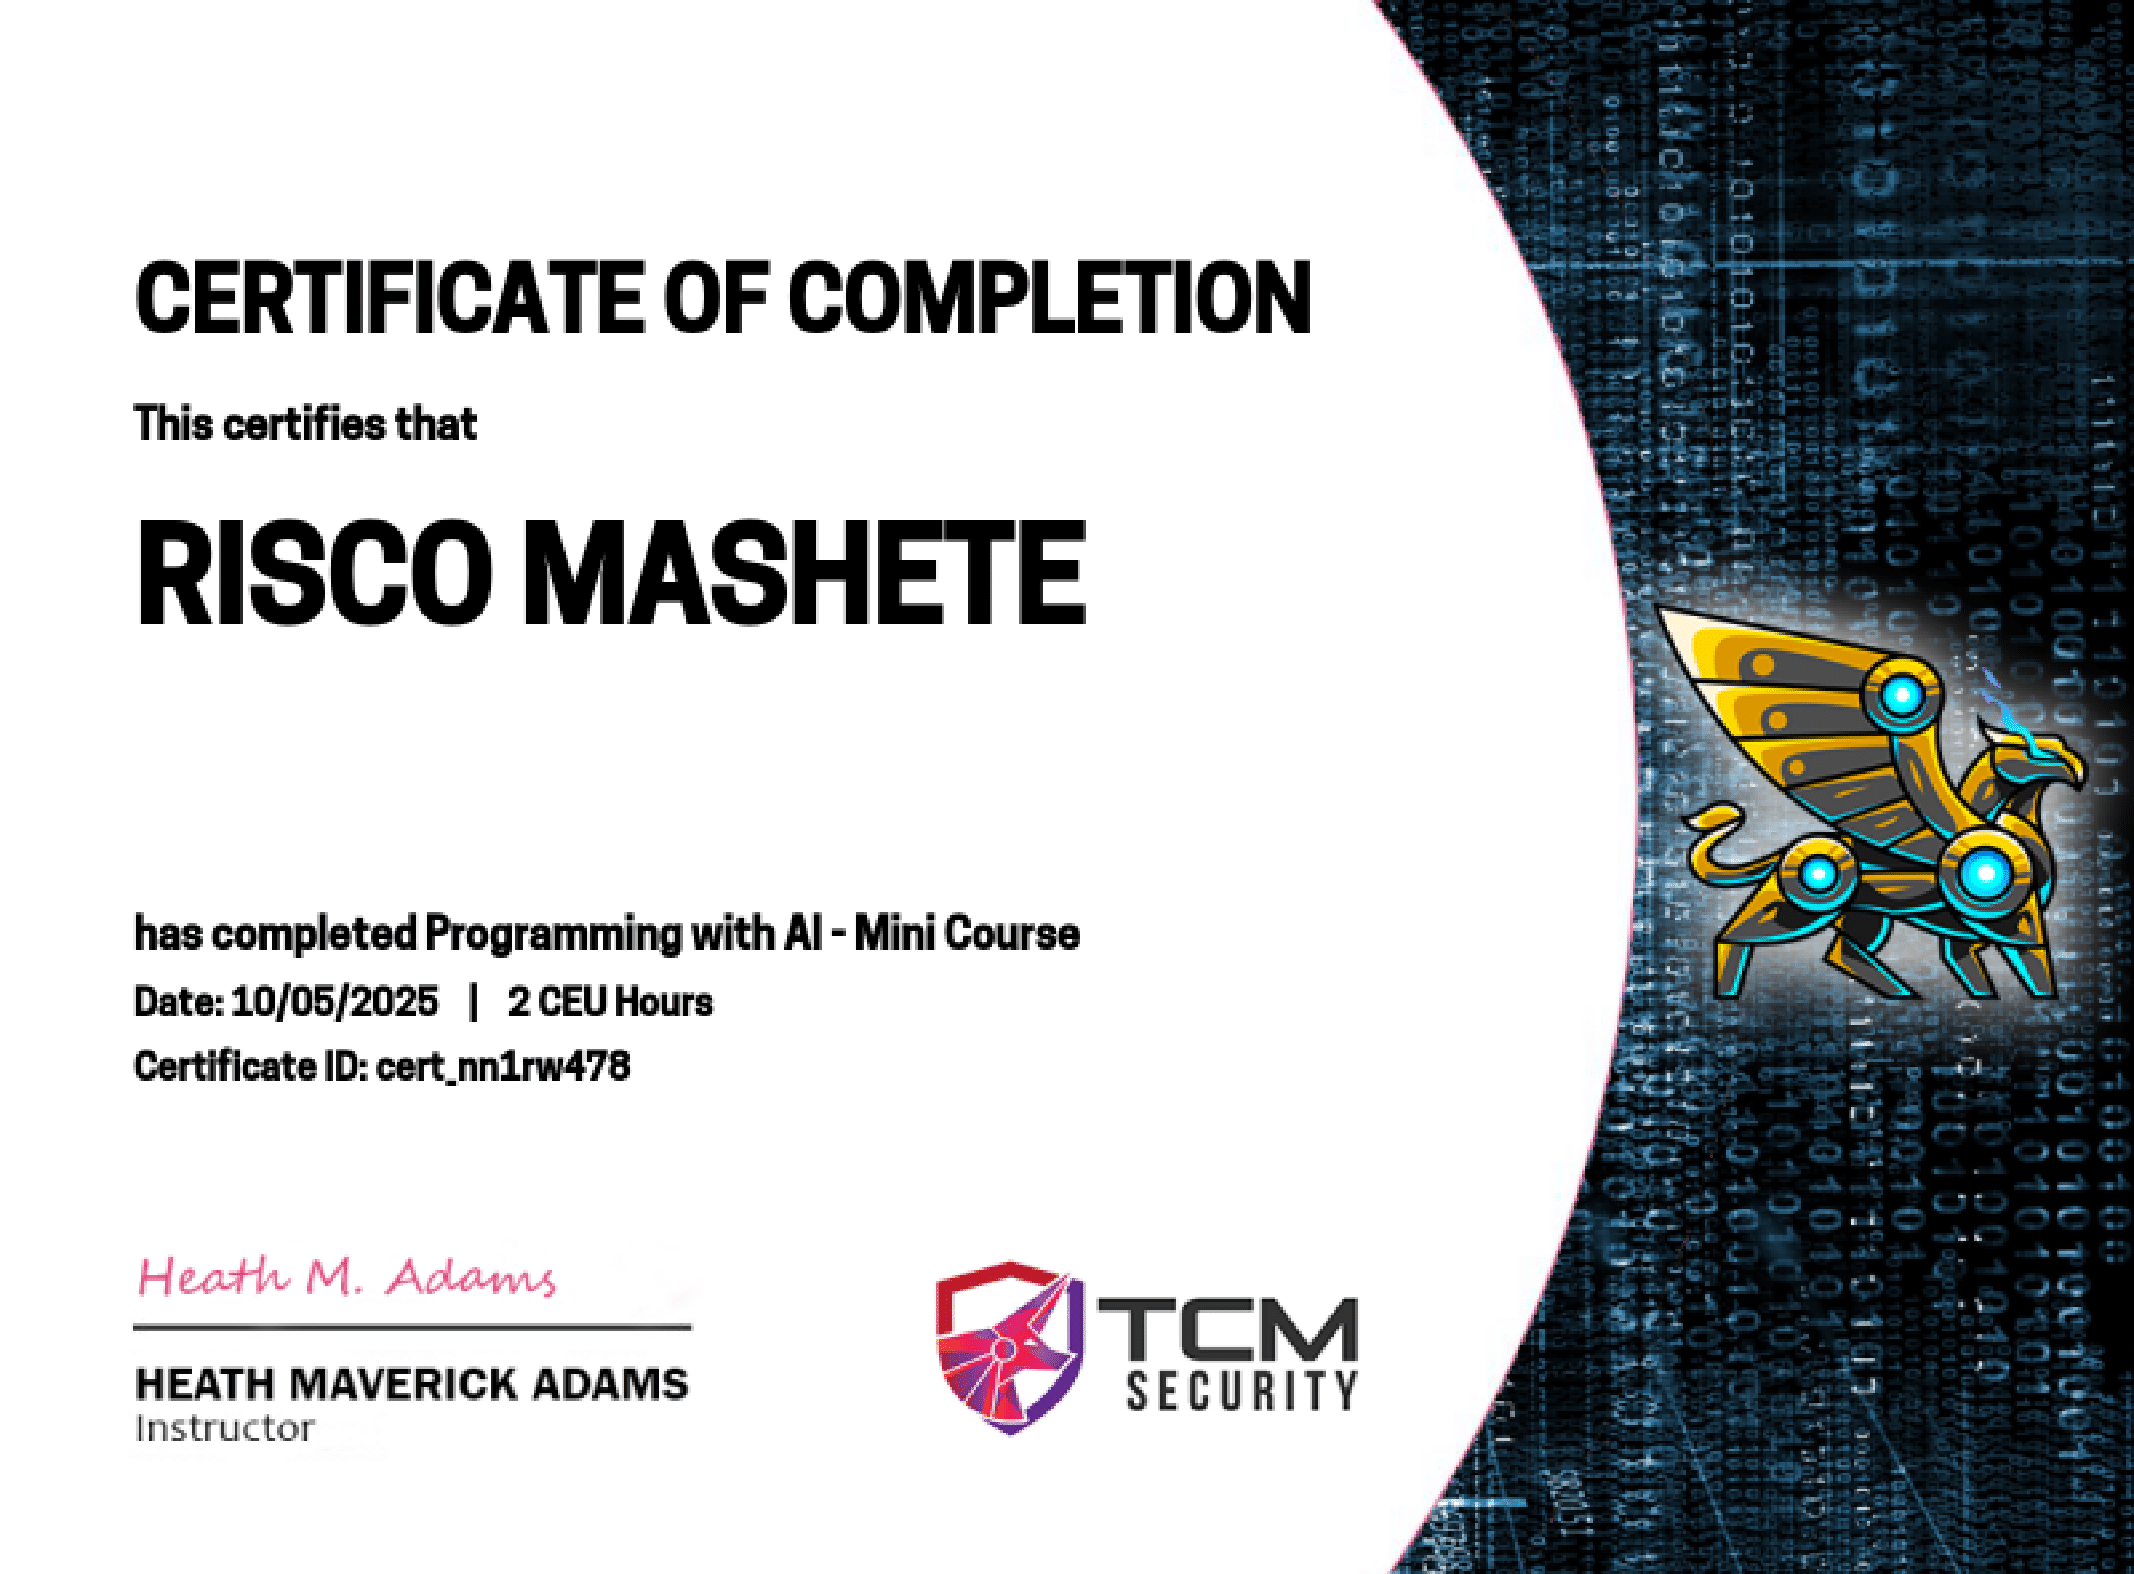 CERTIFICATE OF COMPLETION
This certifies that
RISCO MASHETE
has completed Programming with AI - Mini Course
Date: 10/05/2025 | 2 CEU Hours
Certificate ID: cert_nn1rw478
Heath M. Adams
HEATH MAVERICK ADAMS
Instructor
TCM
SECURITY